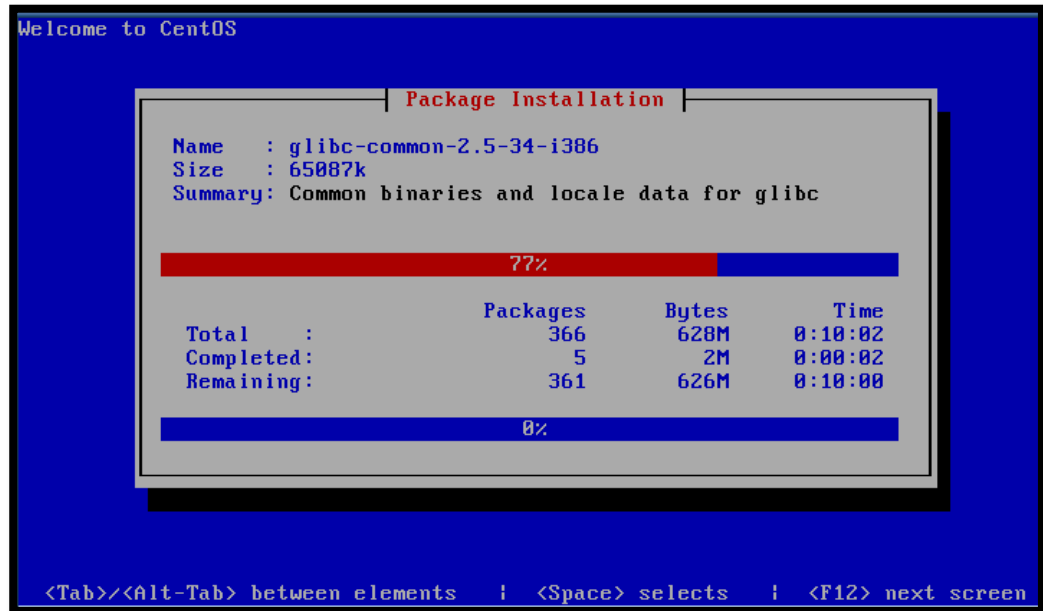 Welcome to CentOS
Package Installation
Name : glibc-common-2.5-34-i386
Size : 65087k
Summary: Common binaries and locale data for glibc
77%
Packages Bytes Time
Total : 366 628M 0:10:02
Completed: 5 2M 0:00:02
Remaining: 361 626M 0:10:00
0%
<Tab>/<Alt-Tab> between elements | <Space> selects | <F12> next screen